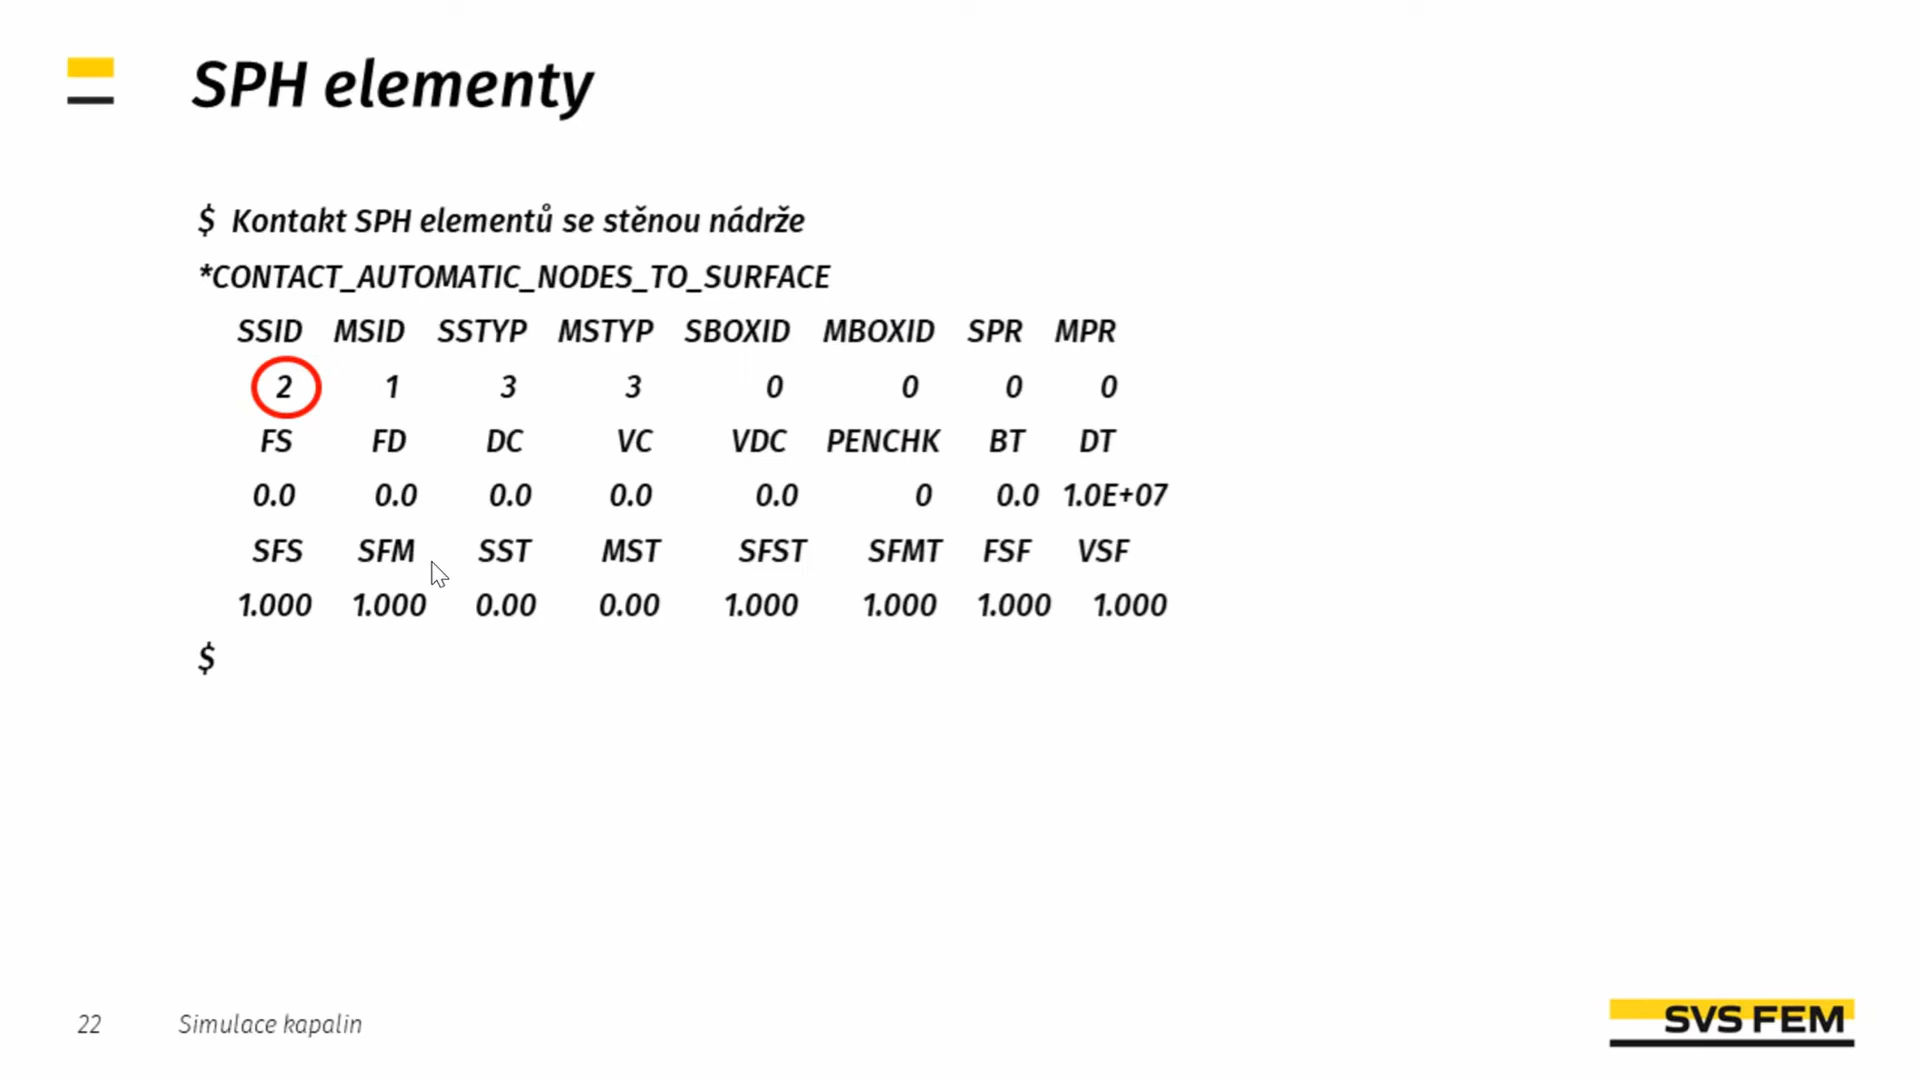 SPH elementy
$ Kontakt SPH elementů se stěnou nádrže
*CONTACT_AUTOMATIC_NODES_TO_SURFACE
SSID MSID SSTYP MSTYP SBOXID MBOXID SPR MPR
2 1 3 3 0 0 0 0
FS FD DC VC VDC PENCHK BT DT
0.0 0.0 0.0 0.0 0.0 0 0.0 1.0E+07
SFS SFM SST MST SFST SFMT FSF VSF
1.000 1.000 0.00 0.00 1.000 1.000 1.000 1.000
$
22 Simulace kapalin
SVS FEM